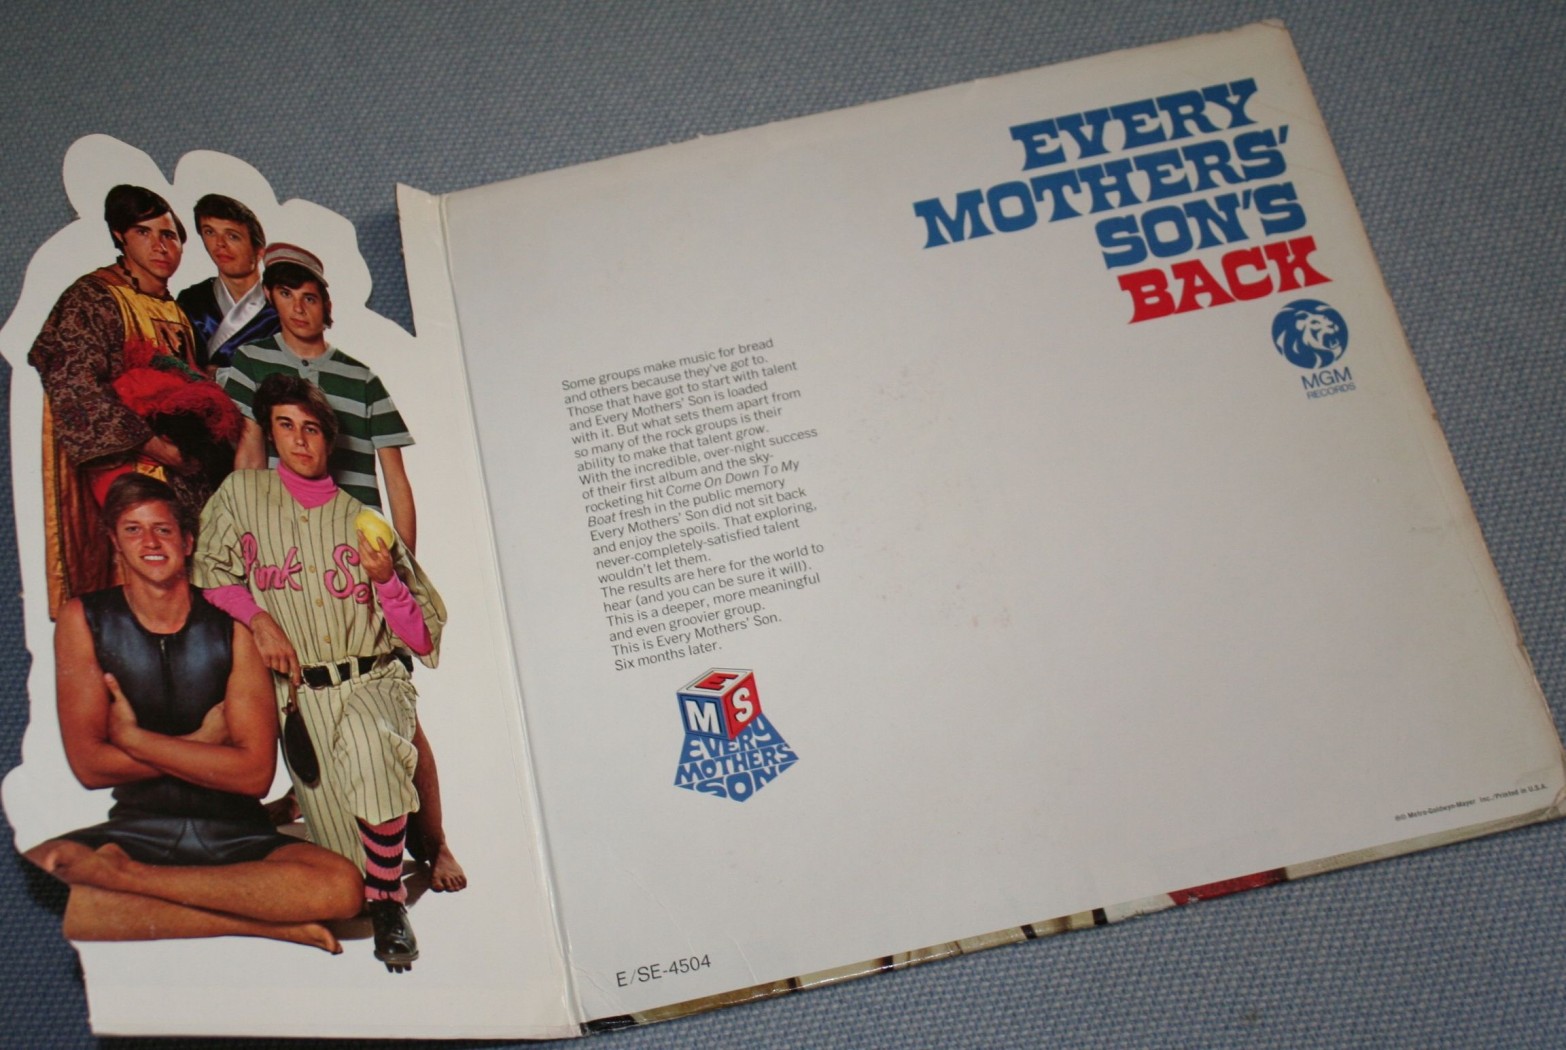 EVERY
MOTHERS'
SON'S
BACK
MGM
RECORDS
Some groups make music for bread
and others because they've got to.
Those that have got to start with talent
and Every Mothers' Son is loaded
with it. But what sets them apart from
so many of the rock groups is their
ability to make that talent grow.
With the incredible, over-night success
of their first album and the sky-
rocketing hit Come On Down To My
Boat fresh in the public memory
Every Mothers' Son did not sit back
and enjoy the spoils. That exploring,
never-completely-satisfied talent
wouldn't let them.
The results are here for the world to
hear (and you can be sure it will).
This is a deeper, more meaningful
and even groovier group.
This is Every Mothers' Son.
Six months later.
E
M S
EVERY
MOTHERS'
SON
Pink So
E/SE-4504
Metro-Goldwyn-Mayer Inc./Printed in U.S.A.